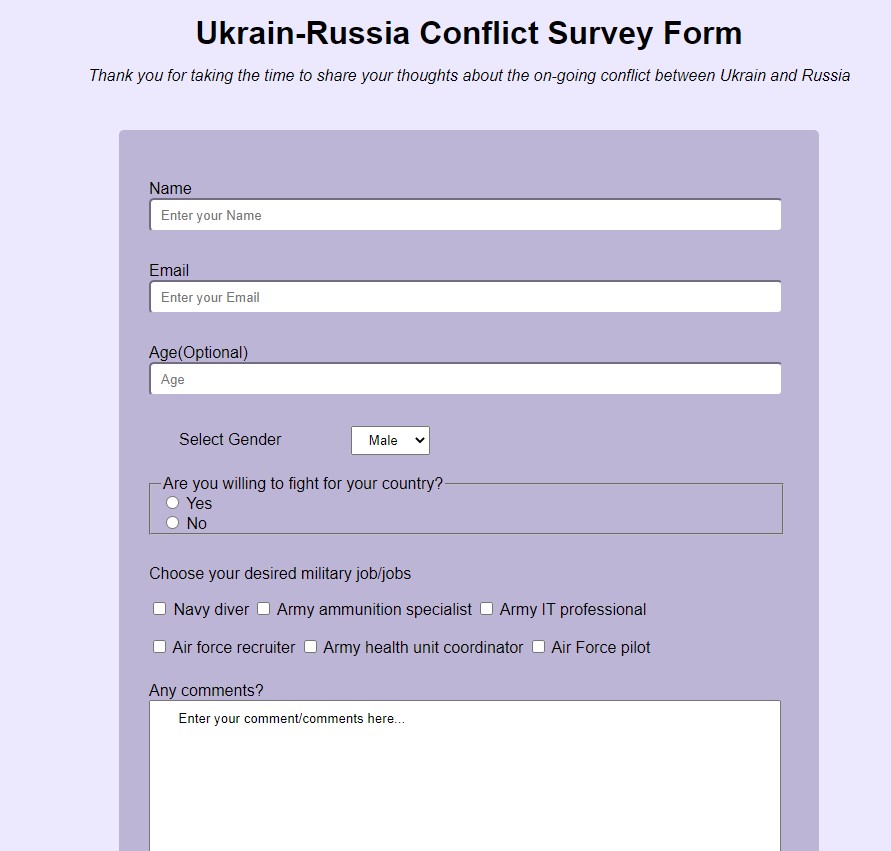 Ukrain-Russia Conflict Survey Form
Thank you for taking the time to share your thoughts about the on-going conflict between Ukrain and Russia
Name
Enter your Name
Email
Enter your Email
Age(Optional)
Age
Select Gender Male
Are you willing to fight for your country?
Yes
No
Choose your desired military job/jobs
Navy diver Army ammunition specialist Army IT professional
Air force recruiter Army health unit coordinator Air Force pilot
Any comments?
Enter your comment/comments here...